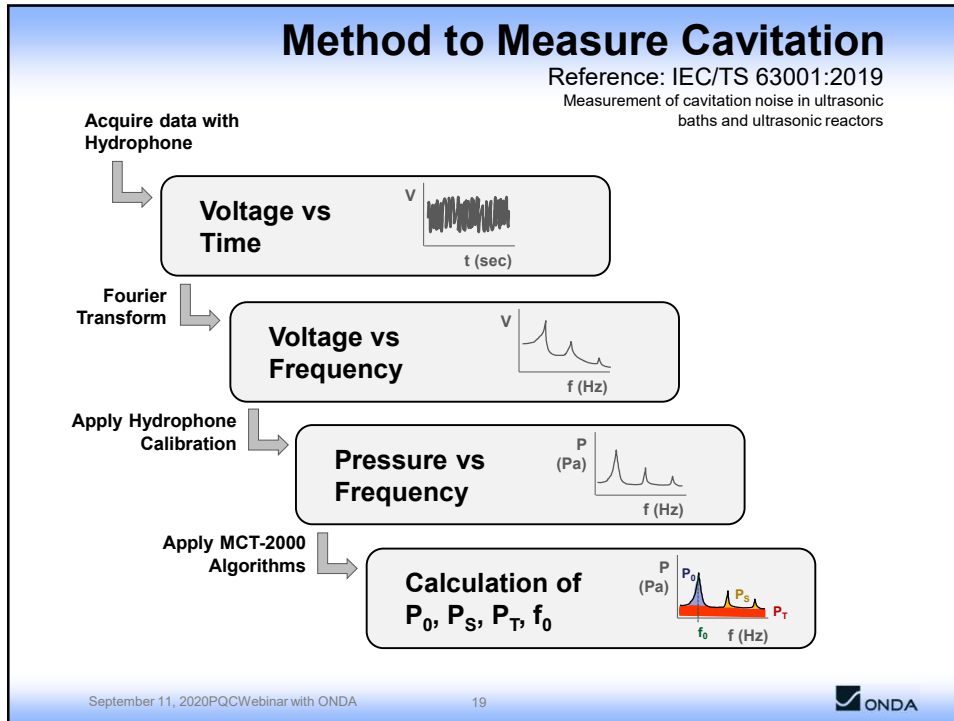 Method to Measure Cavitation
Reference: IEC/TS 63001:2019
Measurement of cavitation noise in ultrasonic
baths and ultrasonic reactors
Acquire data with
Hydrophone
Voltage vs
Time
V
t (sec)
Fourier
Transform
Voltage vs
Frequency
V
f (Hz)
Apply Hydrophone
Calibration
Pressure vs
Frequency
P
(Pa)
f (Hz)
Apply MCT-2000
Algorithms
Calculation of
P0, PS, PT, f0
P
(Pa)
P0
PS
PT
f0
f (Hz)
September 11, 2020PQCWebinar with ONDA
19
ONDA